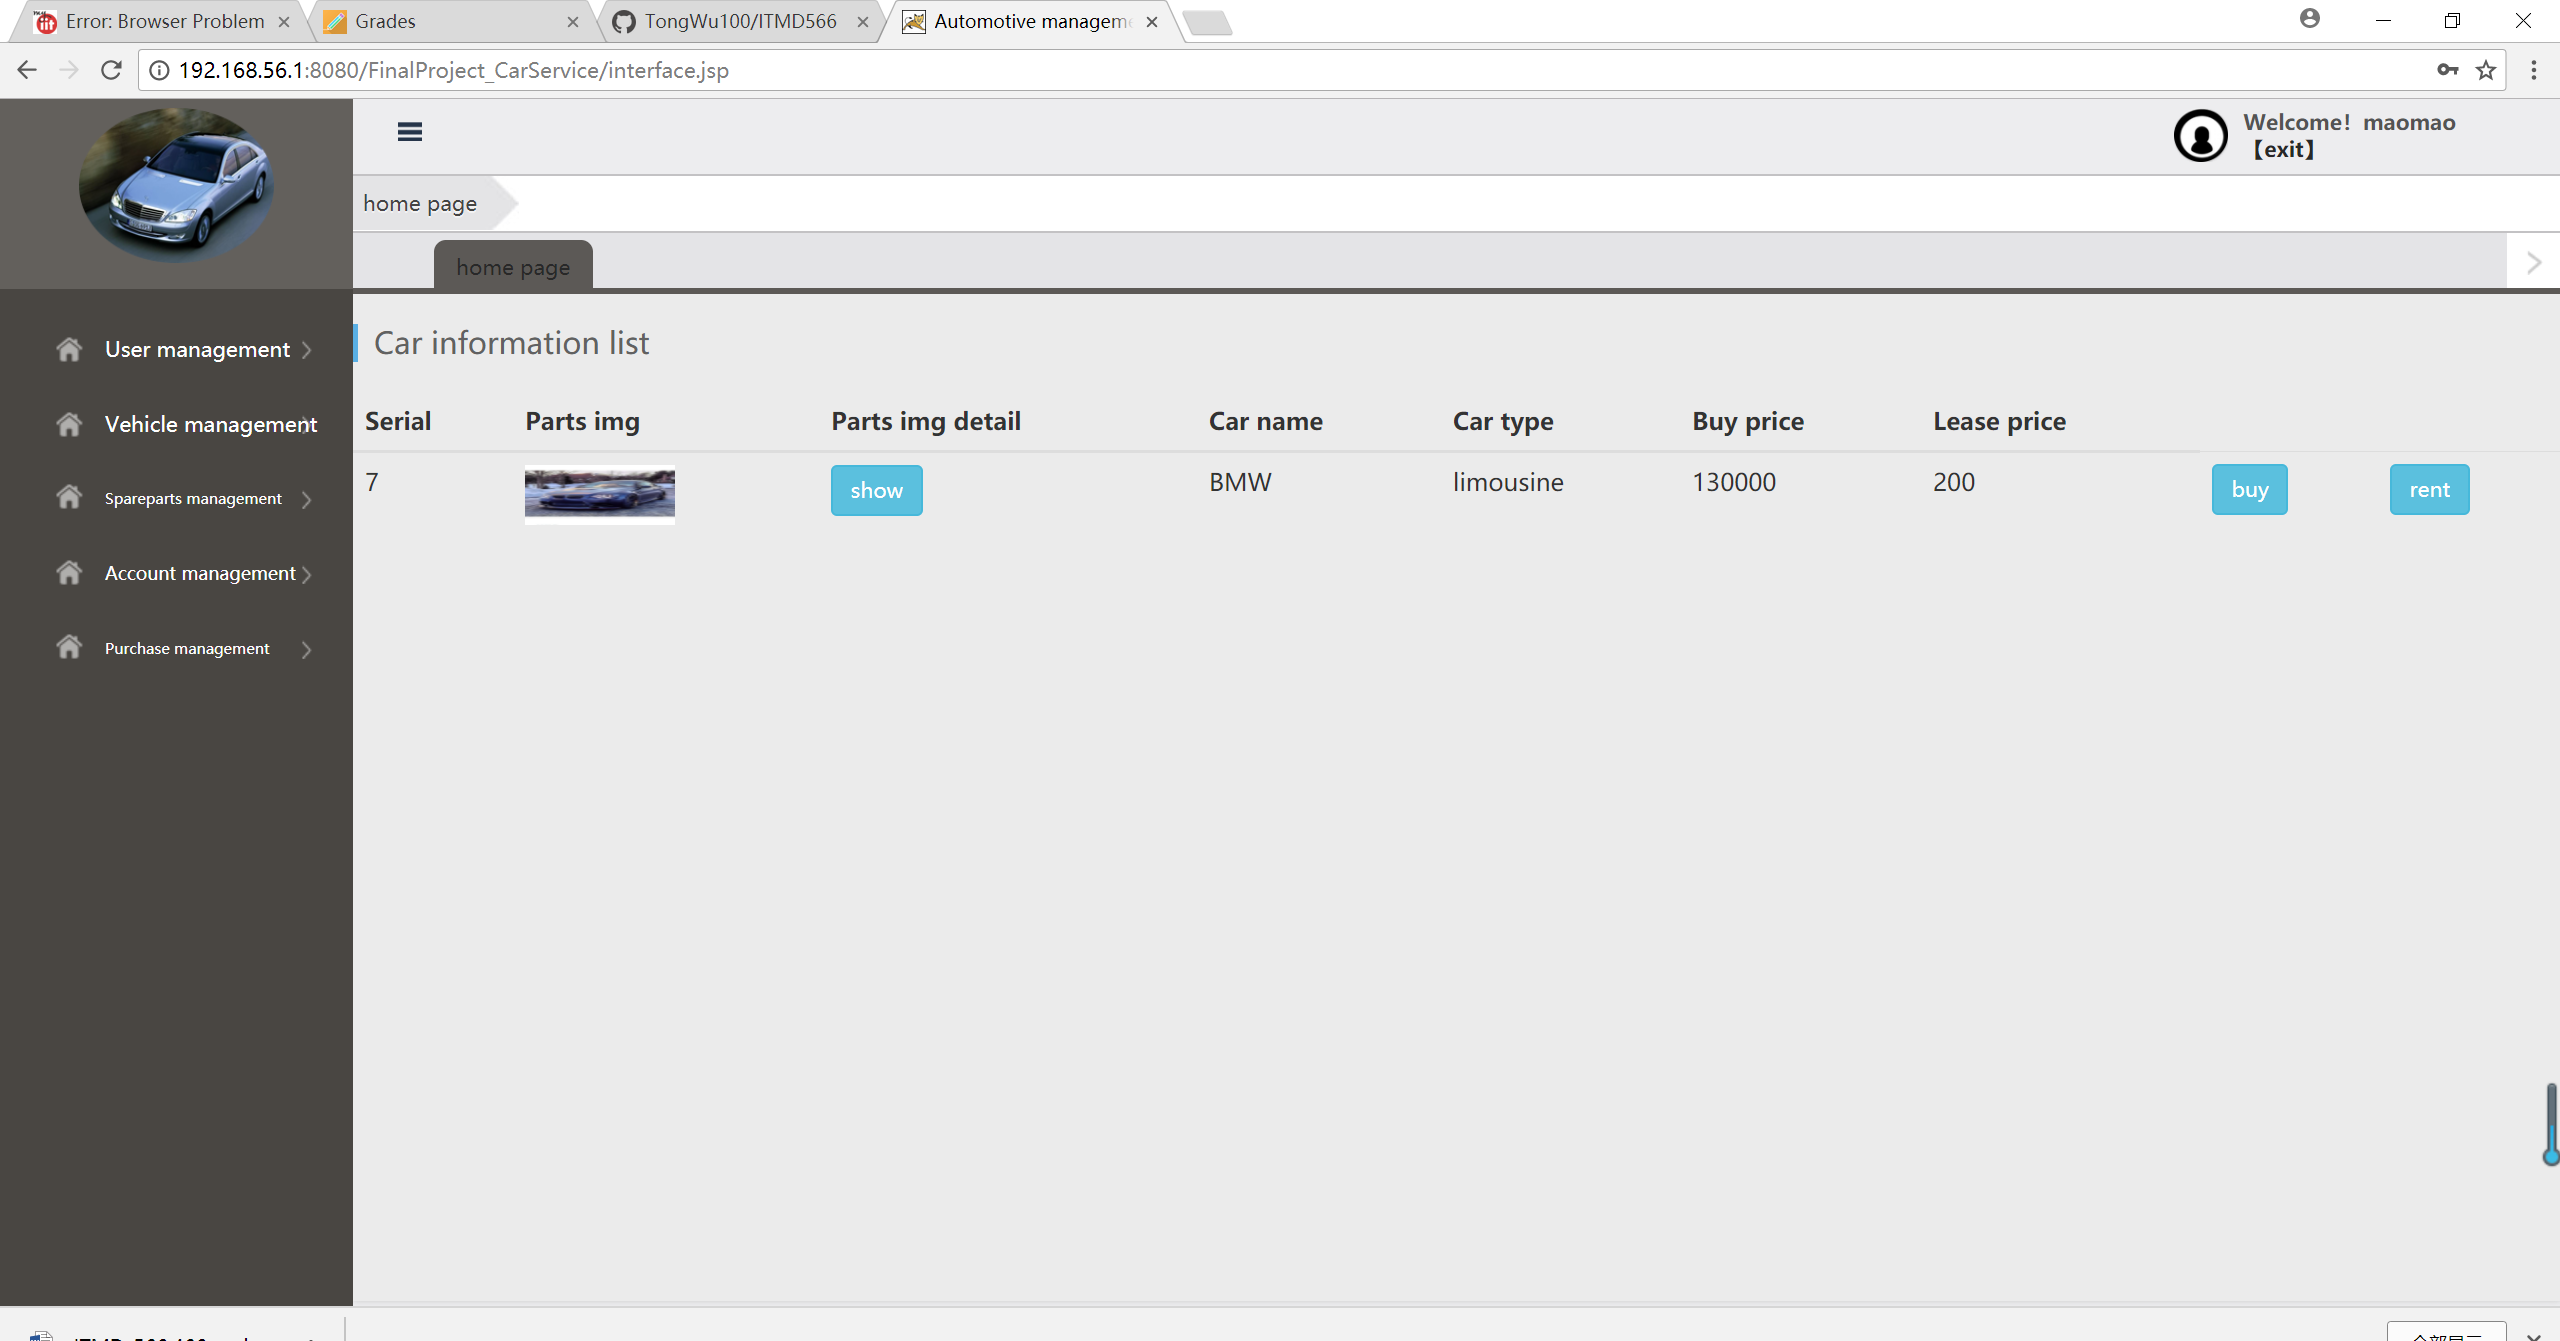 Error: Browser Problem
Grades
TongWu100/ITMD566
Automotive managem
192.168.56.1:8080/FinalProject_CarService/interface.jsp
Welcome! maomao
【exit】
home page
home page
User management
Vehicle management
Spareparts management
Account management
Purchase management
Car information list
Serial Parts img Parts img detail Car name Car type Buy price Lease price
7 show BMW limousine 130000 200 buy rent